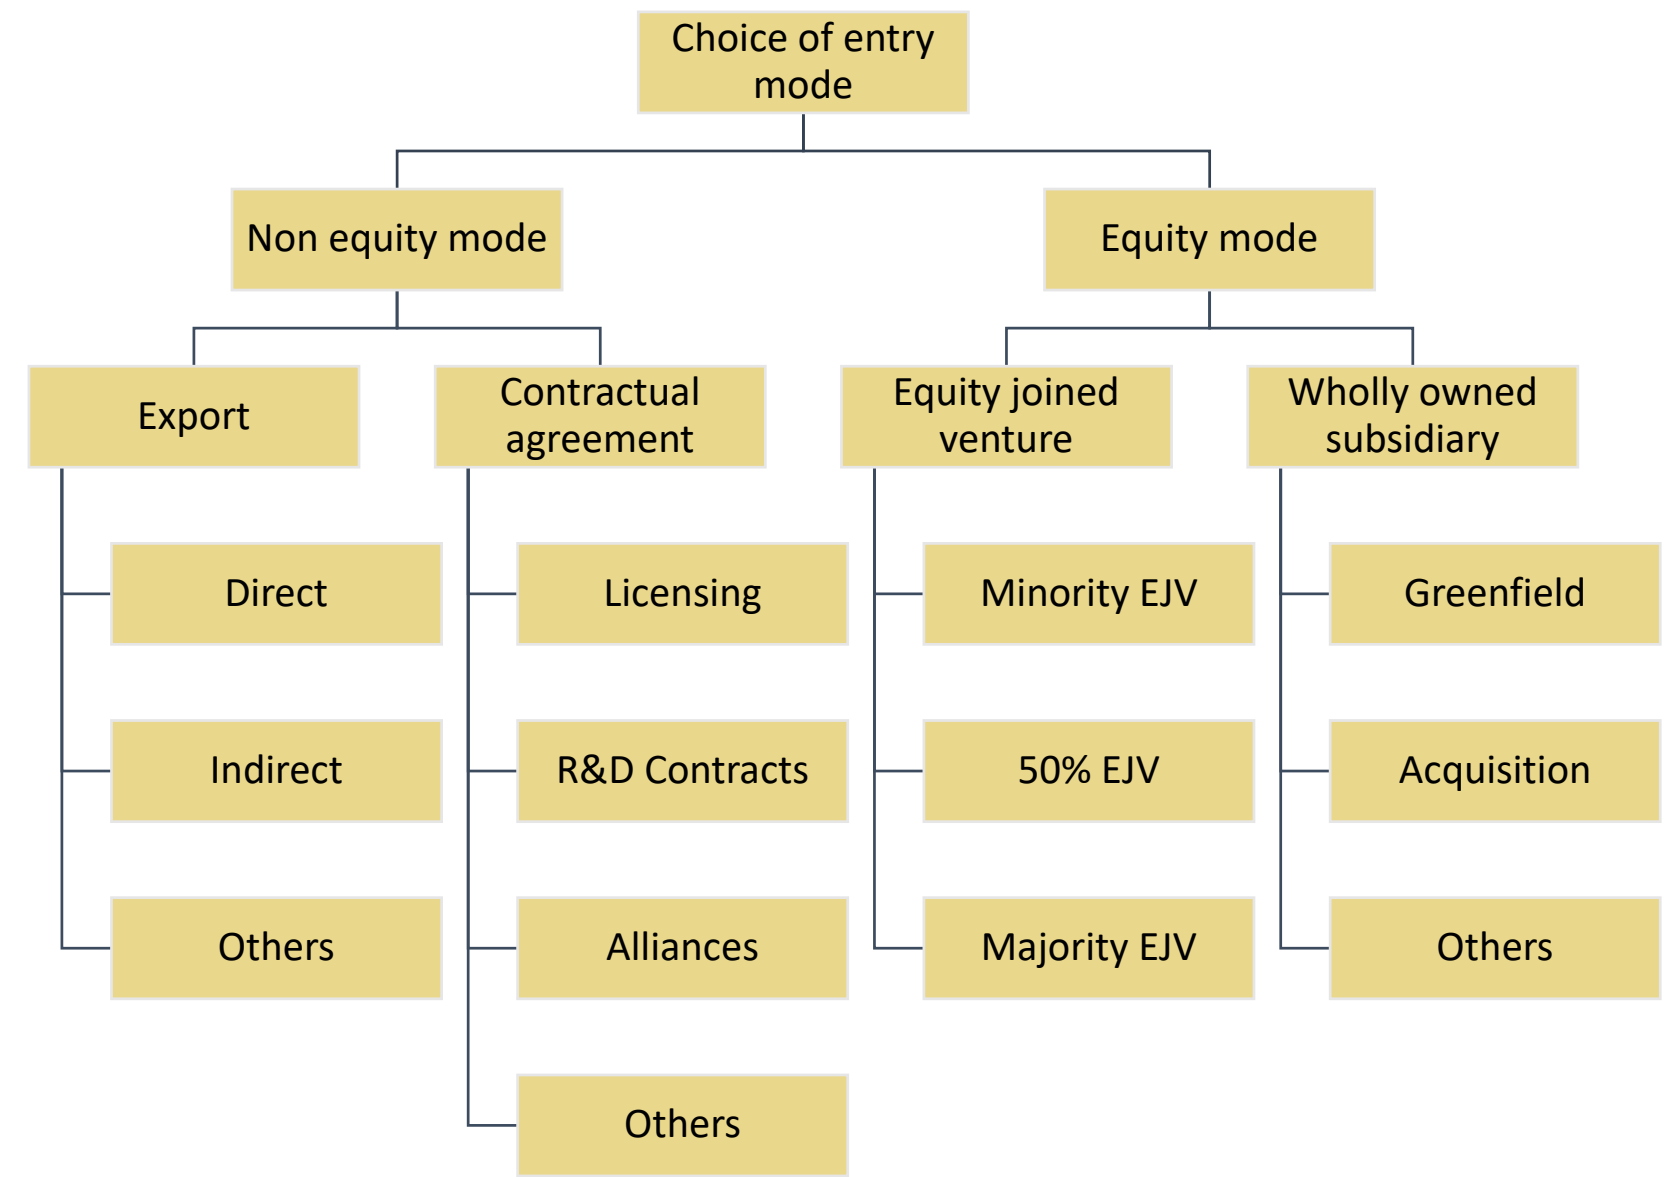 Choice of entry
mode
Non equity mode
Equity mode
Export
Contractual
agreement
Equity joined
venture
Wholly owned
subsidiary
Direct
Licensing
Minority EJV
Greenfield
Indirect
R&D Contracts
50% EJV
Acquisition
Others
Alliances
Majority EJV
Others
Others